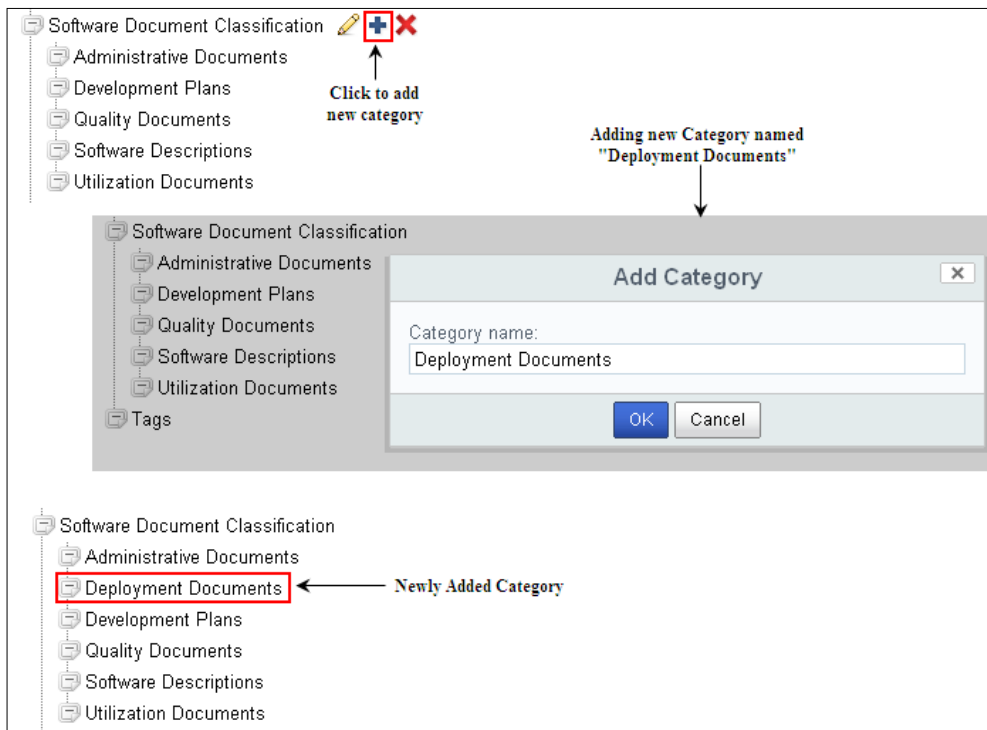 Software Document Classification
Administrative Documents
Development Plans
Quality Documents
Software Descriptions
Utilization Documents
Click to add
new category
Adding new Category named
"Deployment Documents"
Software Document Classification
Administrative Documents
Development Plans
Quality Documents
Software Descriptions
Utilization Documents
Tags
Add Category
Category name:
Deployment Documents
OK
Cancel
Software Document Classification
Administrative Documents
Deployment Documents
Newly Added Category
Development Plans
Quality Documents
Software Descriptions
Utilization Documents